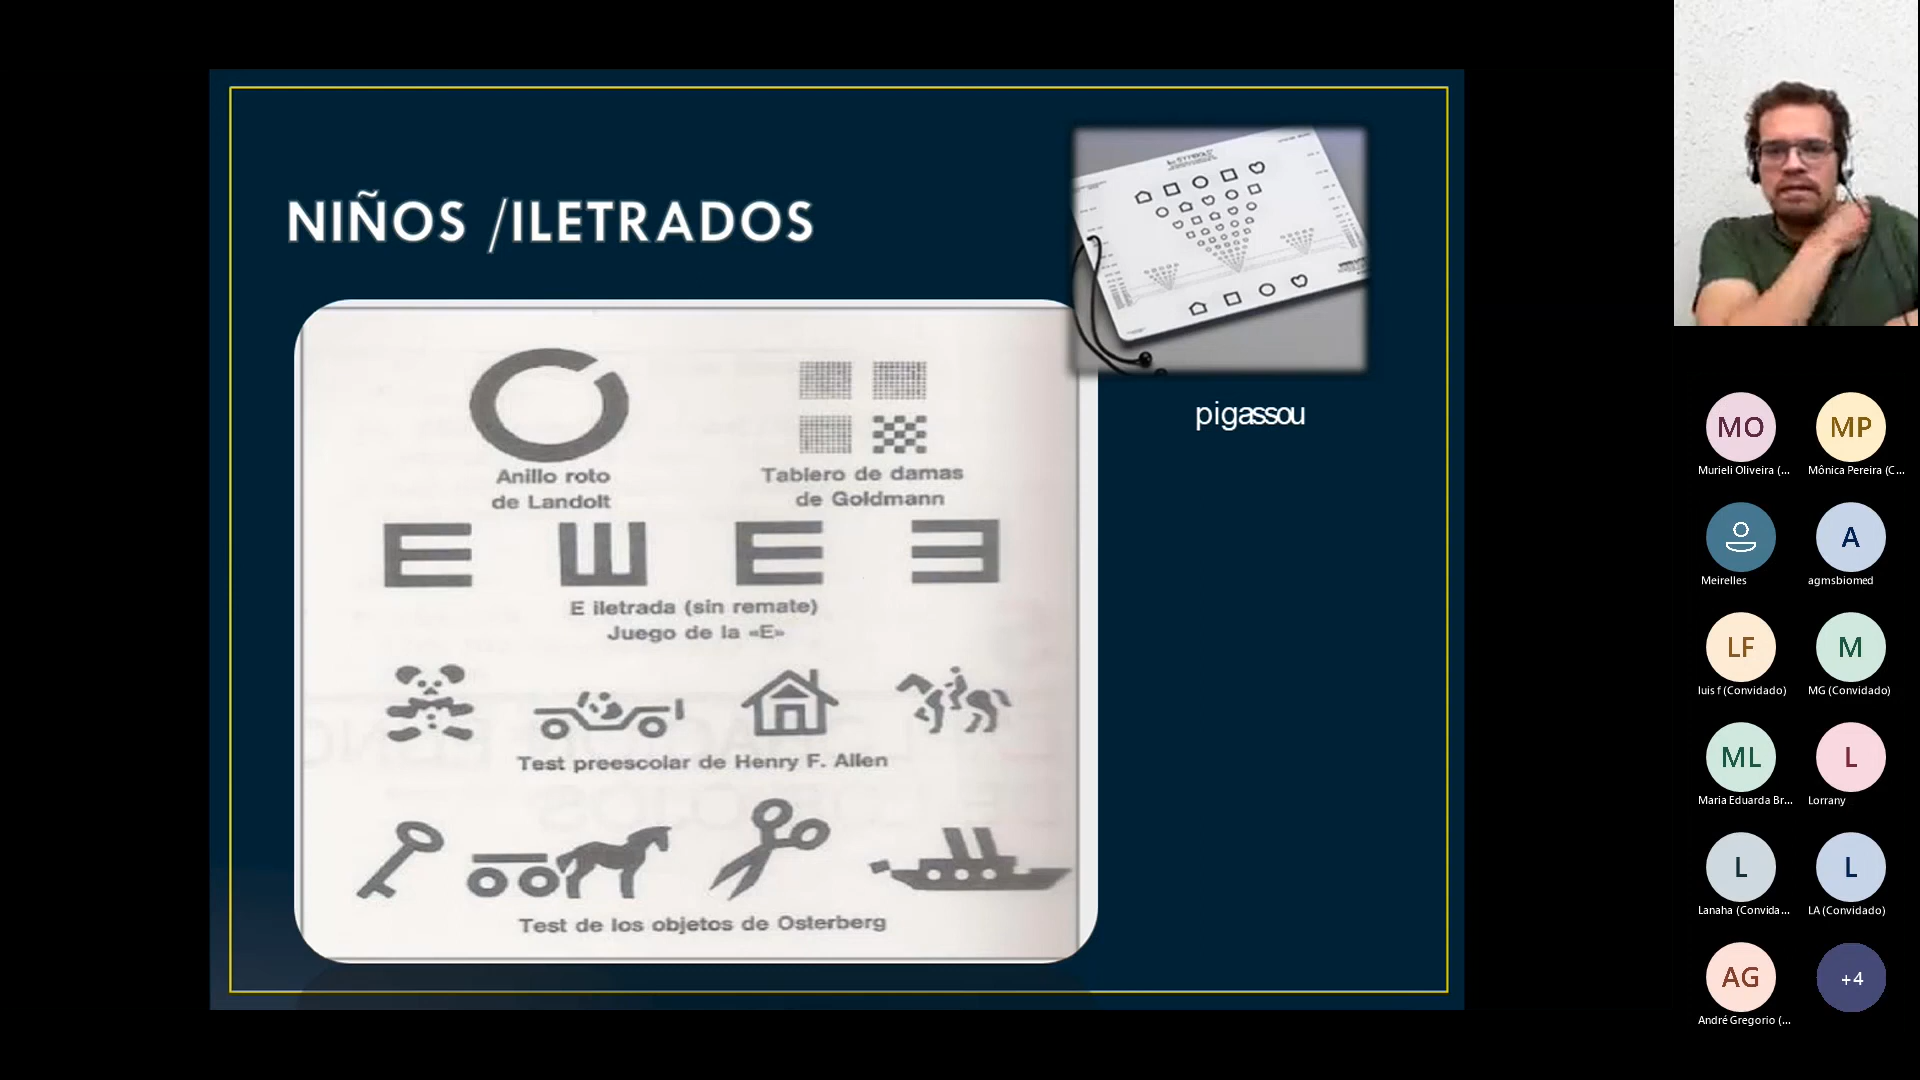 NIÑOS /ILETRADOS
pigassou
Anillo roto
de Landolt
Tablero de damas
de Goldmann
E iletrada (sin remate)
Juego de la «E»
Test preescolar de Henry F. Allen
Test de los objetos de Osterberg
MO
Murieli Oliveira (...
MP
Mônica Pereira (C...
Meirelles
A
agmsbiomed
LF
luis f (Convidado)
M
MG (Convidado)
ML
Maria Eduarda Br...
L
Lorrany
L
Lanaha (Convida...
L
LA (Convidado)
AG
André Gregorio (...
+4